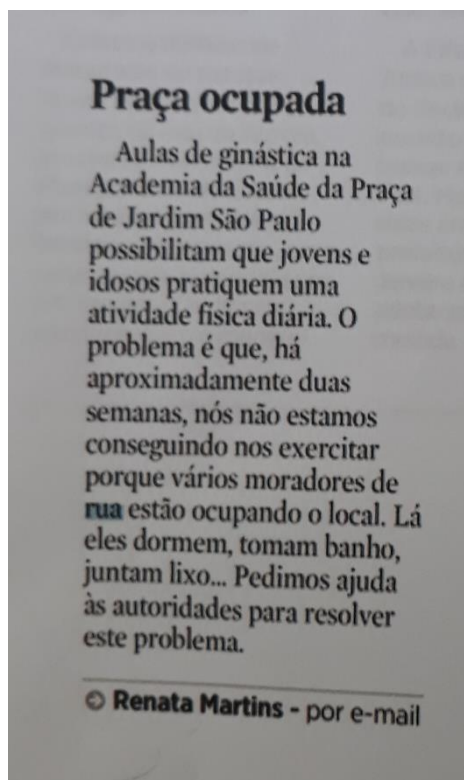 Praça ocupada
Aulas de ginástica na
Academia da Saúde da Praça
de Jardim São Paulo
possibilitam que jovens e
idosos pratiquem uma
atividade física diária. O
problema é que, há
aproximadamente duas
semanas, nós não estamos
conseguindo nos exercitar
porque vários moradores de
rua estão ocupando o local. Lá
eles dormem, tomam banho,
juntam lixo... Pedimos ajuda
às autoridades para resolver
este problema.
Renata Martins - por e-mail